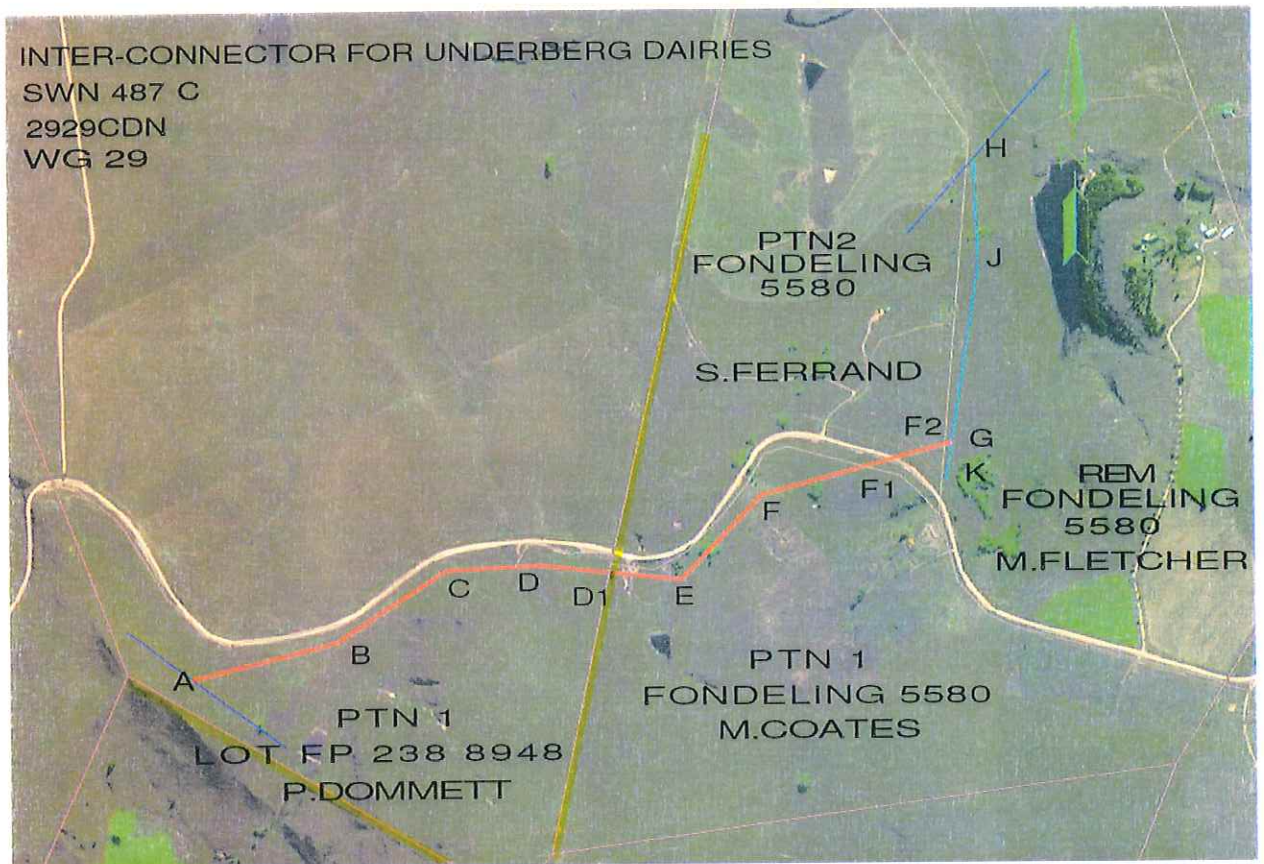 INTER-CONNECTOR FOR UNDERBERG DAIRIES
SWN 487 C
2929CDN
WG 29
H
PTN2
FONDELING
5580
J
S.FERRAND
F2
G
K
F1
REM
FONDELING
5580
M.FLETCHER
F
C
D
D1
E
B
A
PTN 1
FONDELING 5580
M.COATES
PTN 1
LOT FP 238 8948
P.DOMMETT